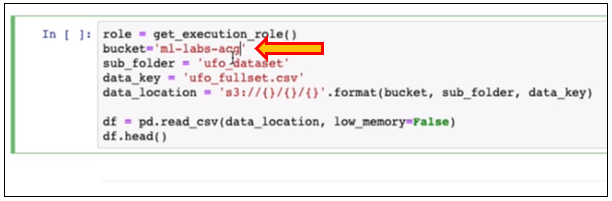 In [ ]: role = get_execution_role()
bucket='ml-labs-acg'
sub_folder = 'ufo_dataset'
data_key = 'ufo_fullset.csv'
data_location = 's3://{}/{}/{}'.format(bucket, sub_folder, data_key)
df = pd.read_csv(data_location, low_memory=False)
df.head()